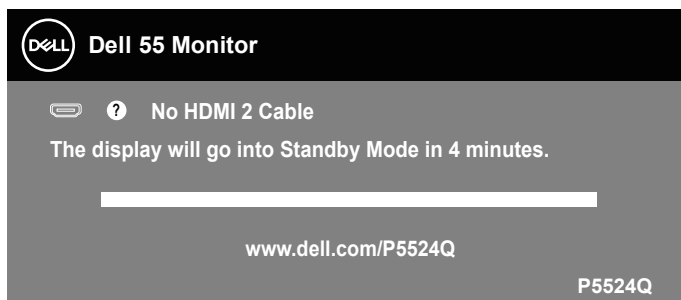 DELL Dell 55 Monitor
? No HDMI 2 Cable
The display will go into Standby Mode in 4 minutes.
www.dell.com/P5524Q
P5524Q